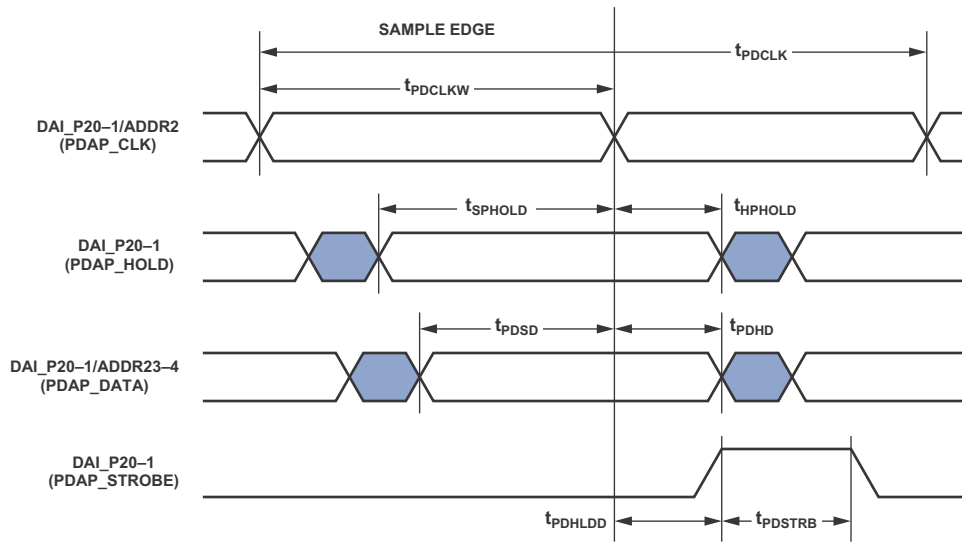 SAMPLE EDGE
tPDCLK
tPDCLKW
DAI_P20–1/ADDR2
(PDAP_CLK)
tSPHOLD
tHPHOLD
DAI_P20–1
(PDAP_HOLD)
tPDSD
tPDHD
DAI_P20–1/ADDR23–4
(PDAP_DATA)
DAI_P20–1
(PDAP_STROBE)
tPDHLDD
tPDSTRB